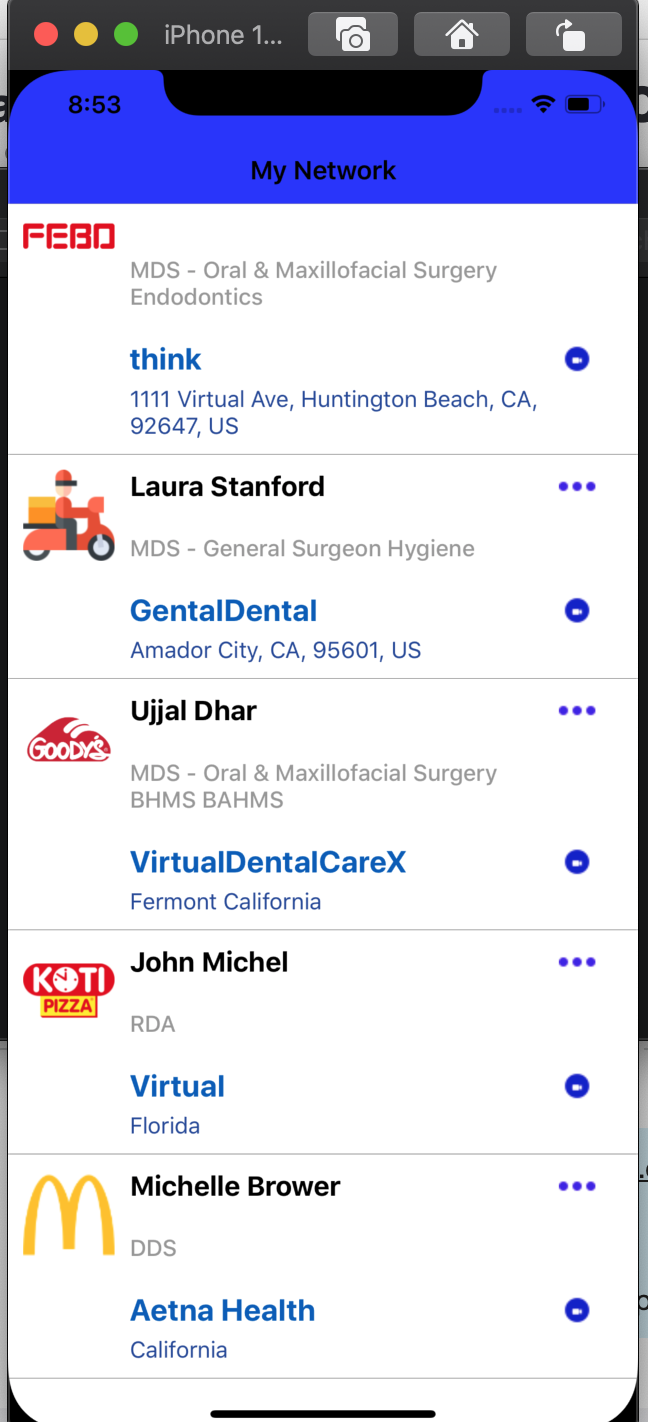 iPhone 1...
8:53
My Network
FEBO
MDS - Oral & Maxillofacial Surgery
Endodontics
think
1111 Virtual Ave, Huntington Beach, CA,
92647, US
Laura Stanford
MDS - General Surgeon Hygiene
GentalDental
Amador City, CA, 95601, US
Ujjal Dhar
GOODY'S
MDS - Oral & Maxillofacial Surgery
BHMS BAHMS
VirtualDentalCareX
Fermont California
John Michel
KOTI
PIZZA
RDA
Virtual
Florida
Michelle Brower
DDS
Aetna Health
California